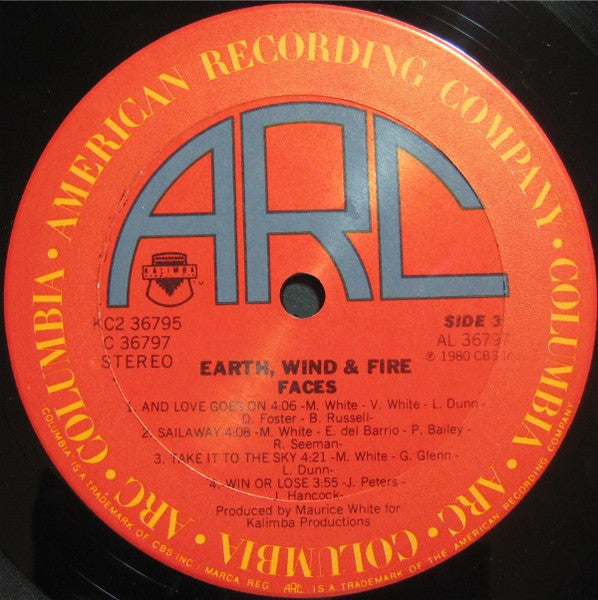 AMERICAN RECORDING COMPANY • COLUMBIA • ARC • COLUMBIA • ARC • COLUMBIA •
ARC
KALIMBA
TM
KC2 36795
C 36797
STEREO
SIDE 3
AL 36797
℗ 1980 CBS
EARTH, WIND & FIRE
FACES
1. AND LOVE GOES ON 4:06 -M. White - V. White - L. Dunn-
D. Foster - B. Russell-
2. SAILAWAY 4:08 -M. White - E. del Barrio - P. Bailey -
R. Seeman-
3. TAKE IT TO THE SKY 4:21 -M. White - G. Glenn -
L. Dunn-
4. WIN OR LOSE 3:55 -J. Peters -
J. Hancock-
Produced by Maurice White for
Kalimba Productions
COLUMBIA IS A TRADEMARK OF CBS INC/ MARCA REG ARC IS A TRADEMARK OF THE AMERICAN RECORDING COMPANY